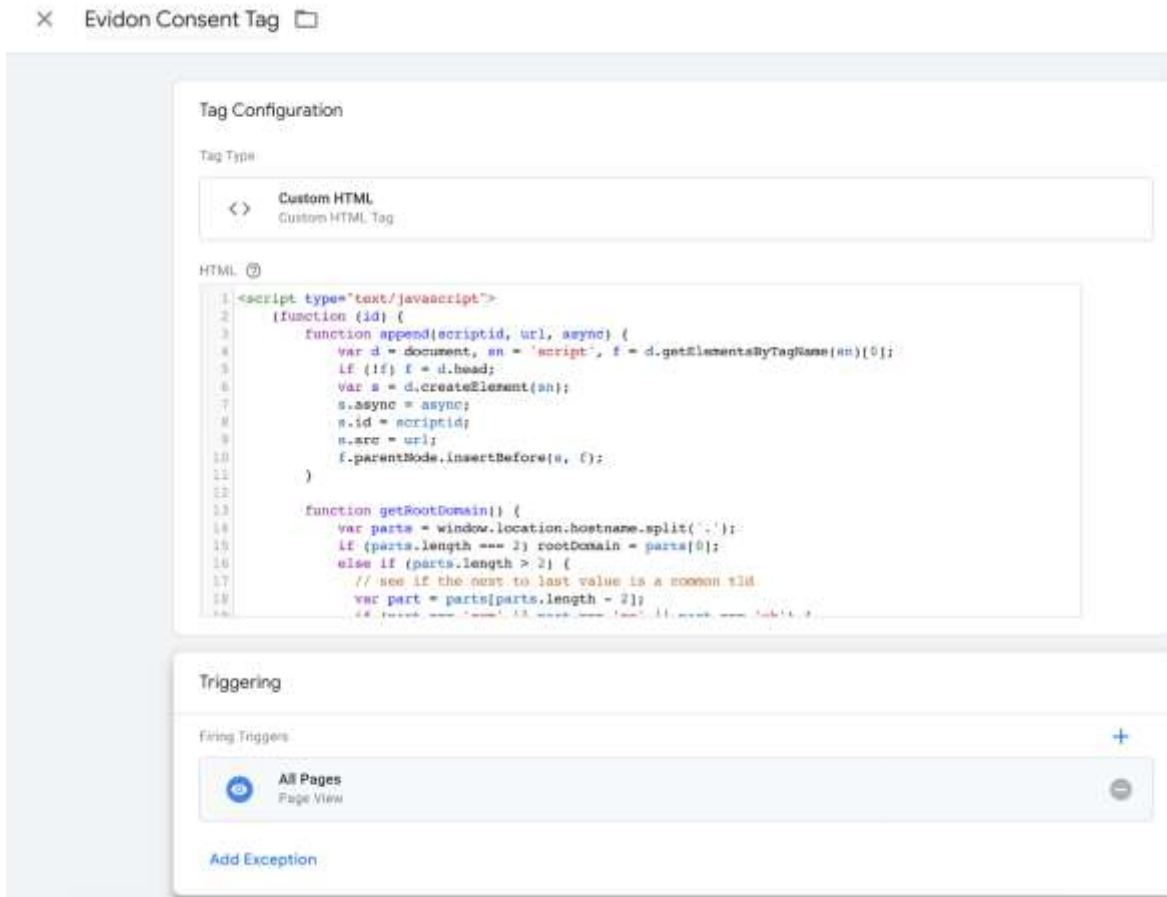 Evidon Consent Tag
Tag Configuration
Tag Type
Custom HTML
Custom HTML Tag
HTML
1 <script type="text/javascript">
2 (function (id) {
3 function append(scriptid, url, async) {
4 var d = document, sn = 'script', f = d.getElementsByTagName(sn)[0];
5 if (!f) f = d.head;
6 var s = d.createElement(sn);
7 s.async = async;
8 s.id = scriptid;
9 s.src = url;
10 f.parentNode.insertBefore(s, f);
11 }
12
13 function getRootDomain() {
14 var parts = window.location.hostname.split('.');
15 if (parts.length === 2) rootDomain = parts[0];
16 else if (parts.length > 2) {
17 // see if the next to last value is a common tld
18 var part = parts[parts.length - 2];
Triggering
Firing Triggers
All Pages
Page View
Add Exception